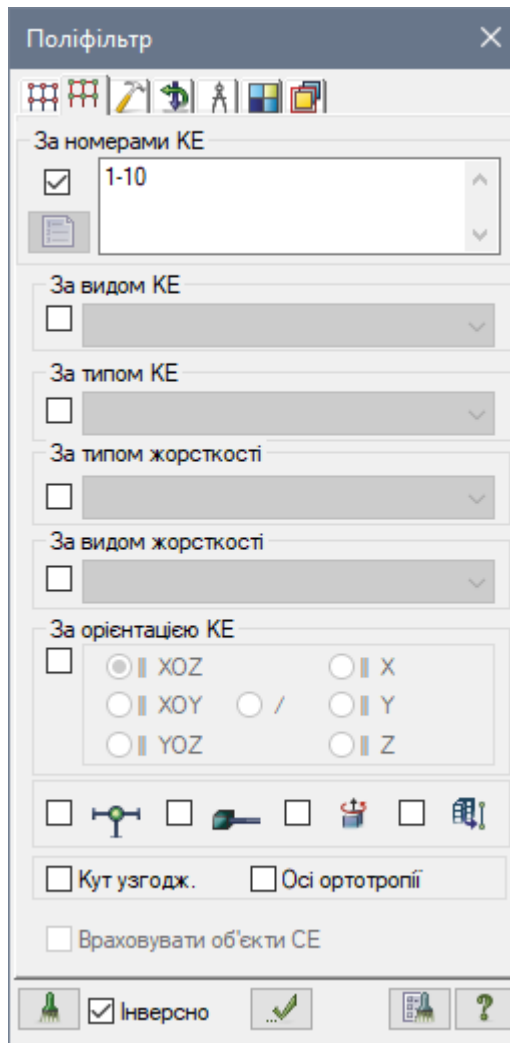 Поліфільтр
За номерами КЕ
1-10
За видом КЕ
За типом КЕ
За типом жорсткості
За видом жорсткості
За орієнтацією КЕ
XOZ X
XOY / Y
YOZ Z
Кут узгодж. Осі ортотропії
Враховувати об'єкти СЕ
Інверсно ?